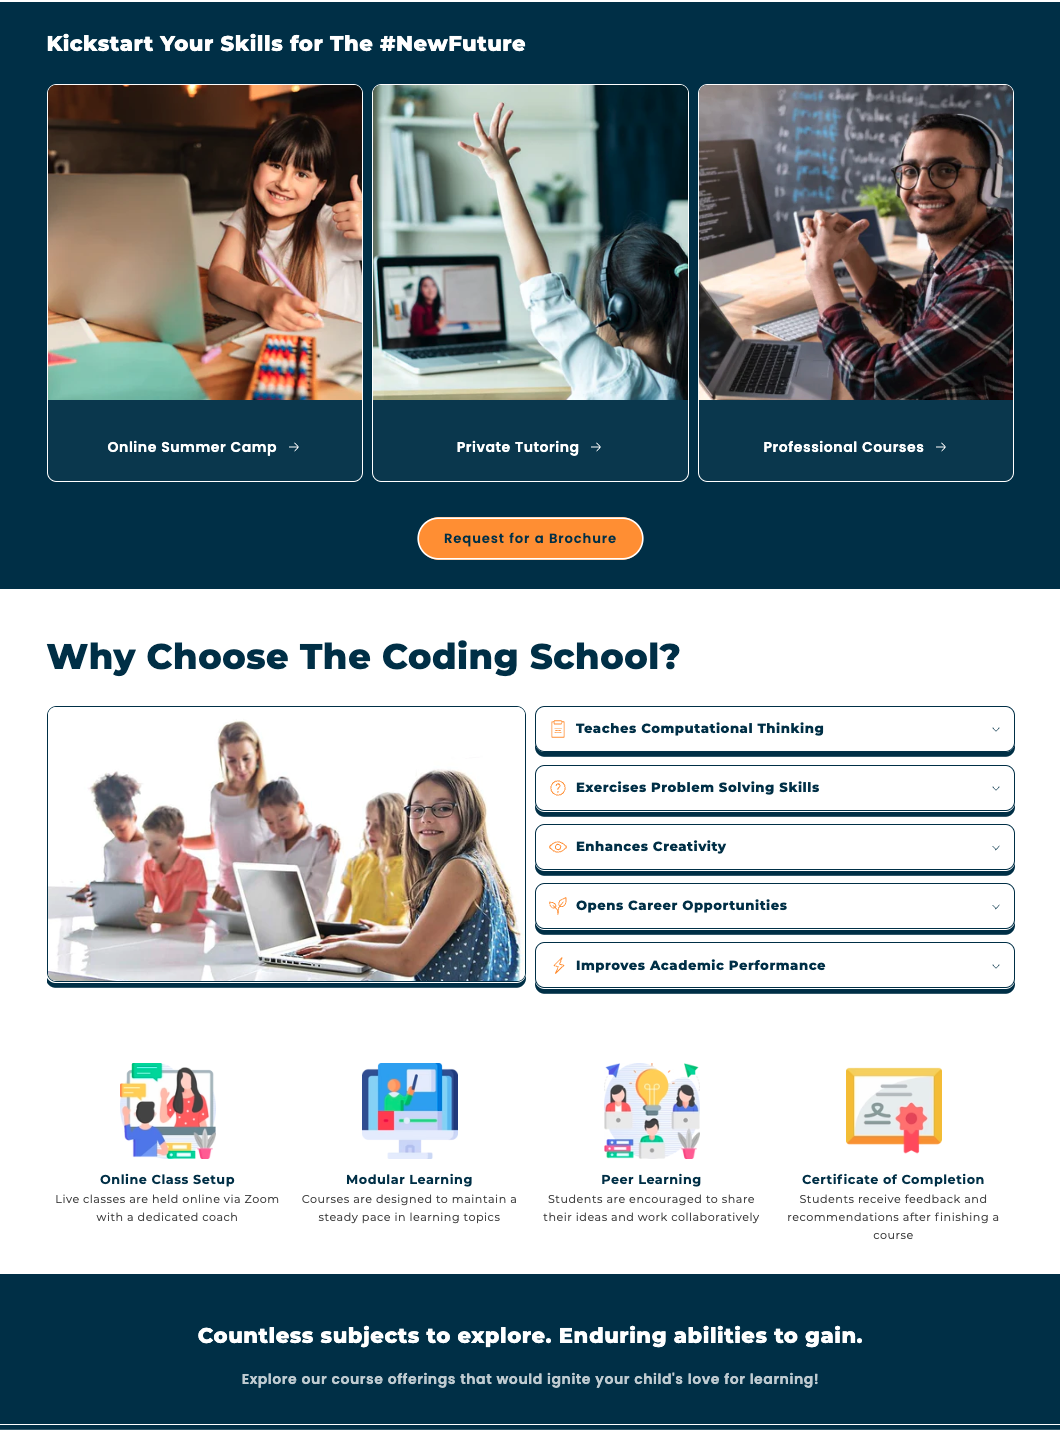 Kickstart Your Skills for The #NewFuture
Online Summer Camp →
Private Tutoring →
Professional Courses →
Request for a Brochure
Why Choose The Coding School?
Teaches Computational Thinking
Exercises Problem Solving Skills
Enhances Creativity
Opens Career Opportunities
Improves Academic Performance
Online Class Setup
Live classes are held online via Zoom
with a dedicated coach
Modular Learning
Courses are designed to maintain a
steady pace in learning topics
Peer Learning
Students are encouraged to share
their ideas and work collaboratively
Certificate of Completion
Students receive feedback and
recommendations after finishing a
course
Countless subjects to explore. Enduring abilities to gain.
Explore our course offerings that would ignite your child's love for learning!